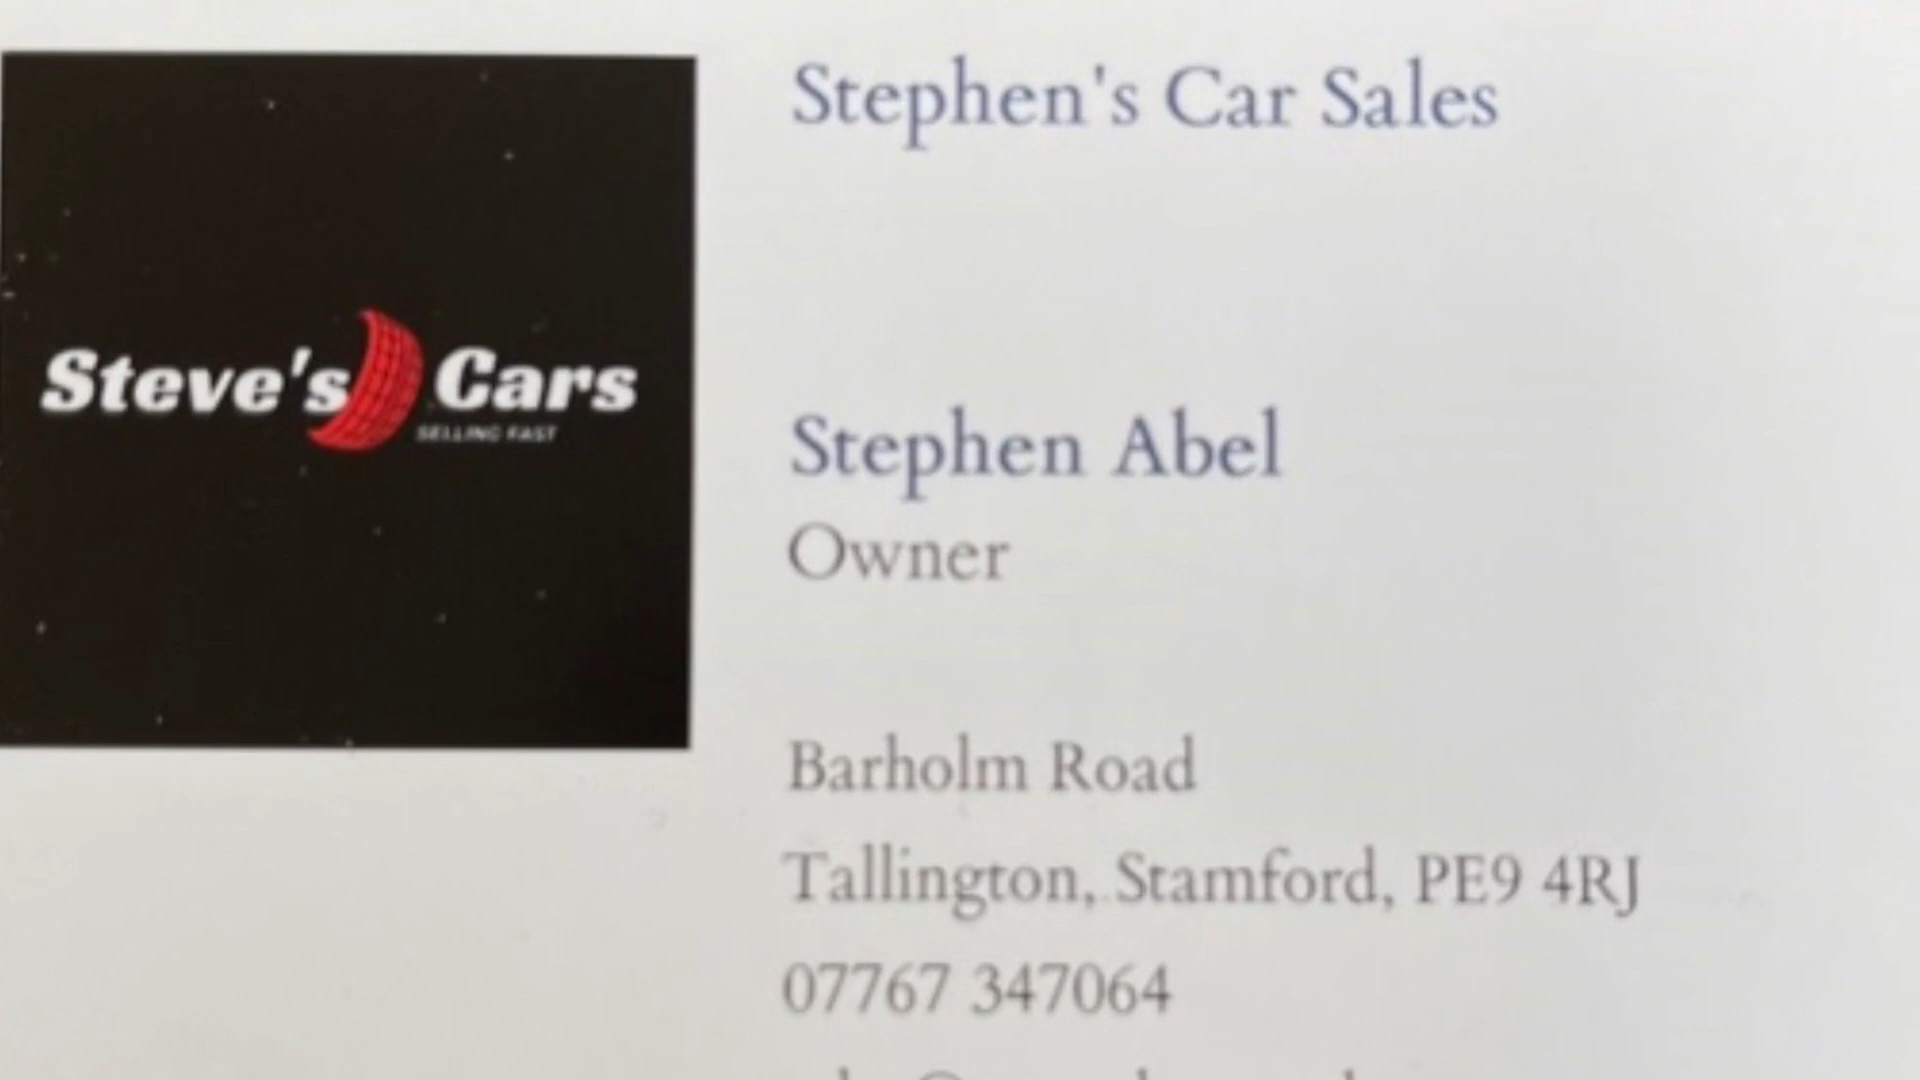 Steve's Cars
SELLING FAST
Stephen's Car Sales
Stephen Abel
Owner
Barholm Road
Tallington, Stamford, PE9 4RJ
07767 347064